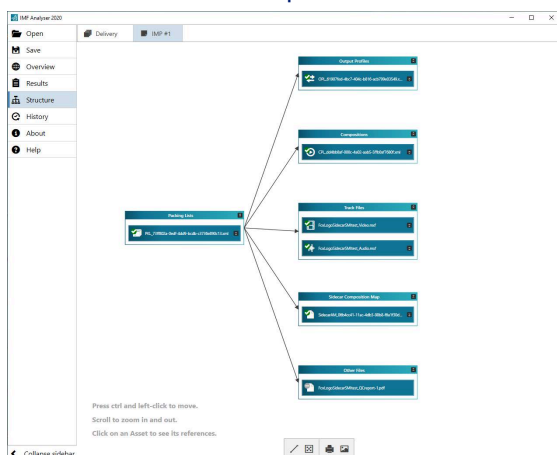 IMF Analyser 2020
Open
Save
Overview
Results
Structure
History
About
Help
Collapse sidebar
Delivery
IMP #1
Output Profiles
Compositions
Packing Lists
Track Files
FoxLogoSidecarSMtest_Video.mxf
FoxLogoSidecarSMtest_Audio.mxf
Sidecar Composition Map
Other Files
FoxLogoSidecarSMtest_QCreport-1.pdf
Press ctrl and left-click to move.
Scroll to zoom in and out.
Click on an Asset to see its references.